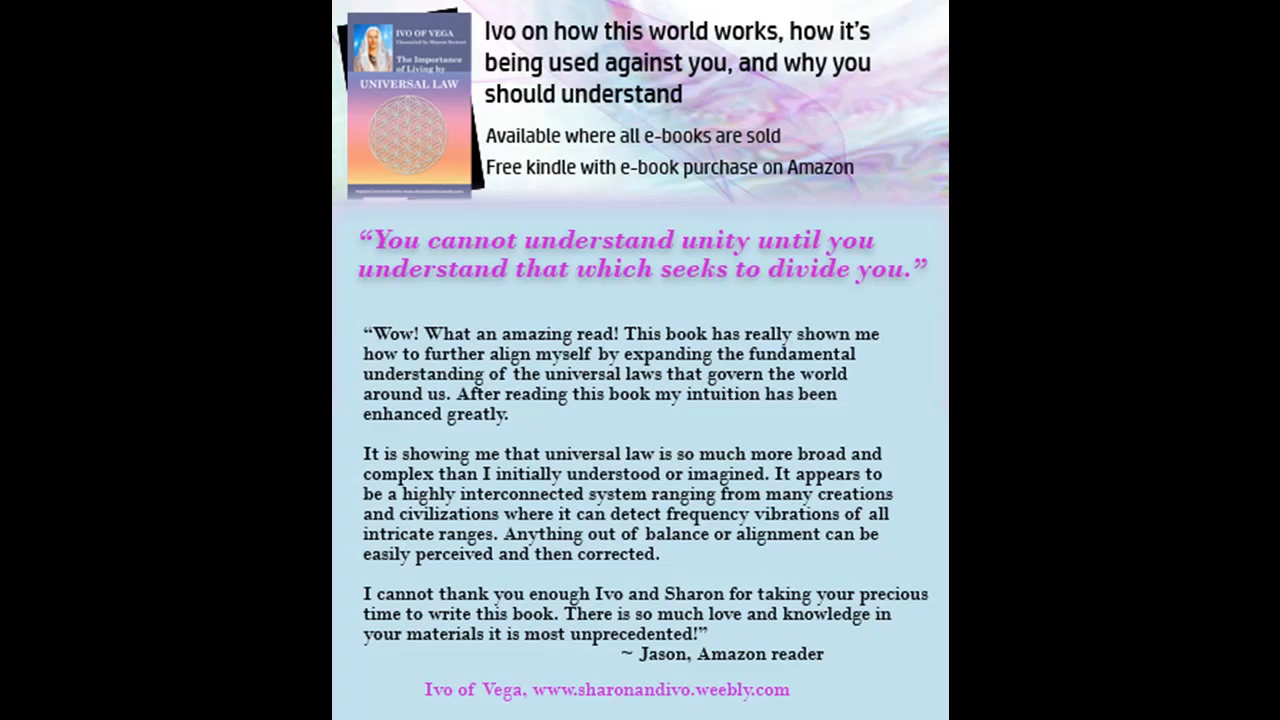 IVO OF VEGA
Channeled by Sharon Stewart
The Importance
of Living by
UNIVERSAL LAW
Ivo on how this world works, how it's
being used against you, and why you
should understand
Available where all e-books are sold
Free kindle with e-book purchase on Amazon
“You cannot understand unity until you
understand that which seeks to divide you.”
“Wow! What an amazing read! This book has really shown me
how to further align myself by expanding the fundamental
understanding of the universal laws that govern the world
around us. After reading this book my intuition has been
enhanced greatly.
It is showing me that universal law is so much more broad and
complex than I initially understood or imagined. It appears to
be a highly interconnected system ranging from many creations
and civilizations where it can detect frequency vibrations of all
intricate ranges. Anything out of balance or alignment can be
easily perceived and then corrected.
I cannot thank you enough Ivo and Sharon for taking your precious
time to write this book. There is so much love and knowledge in
your materials it is most unprecedented!”
~ Jason, Amazon reader
Ivo of Vega, www.sharonandivo.weebly.com